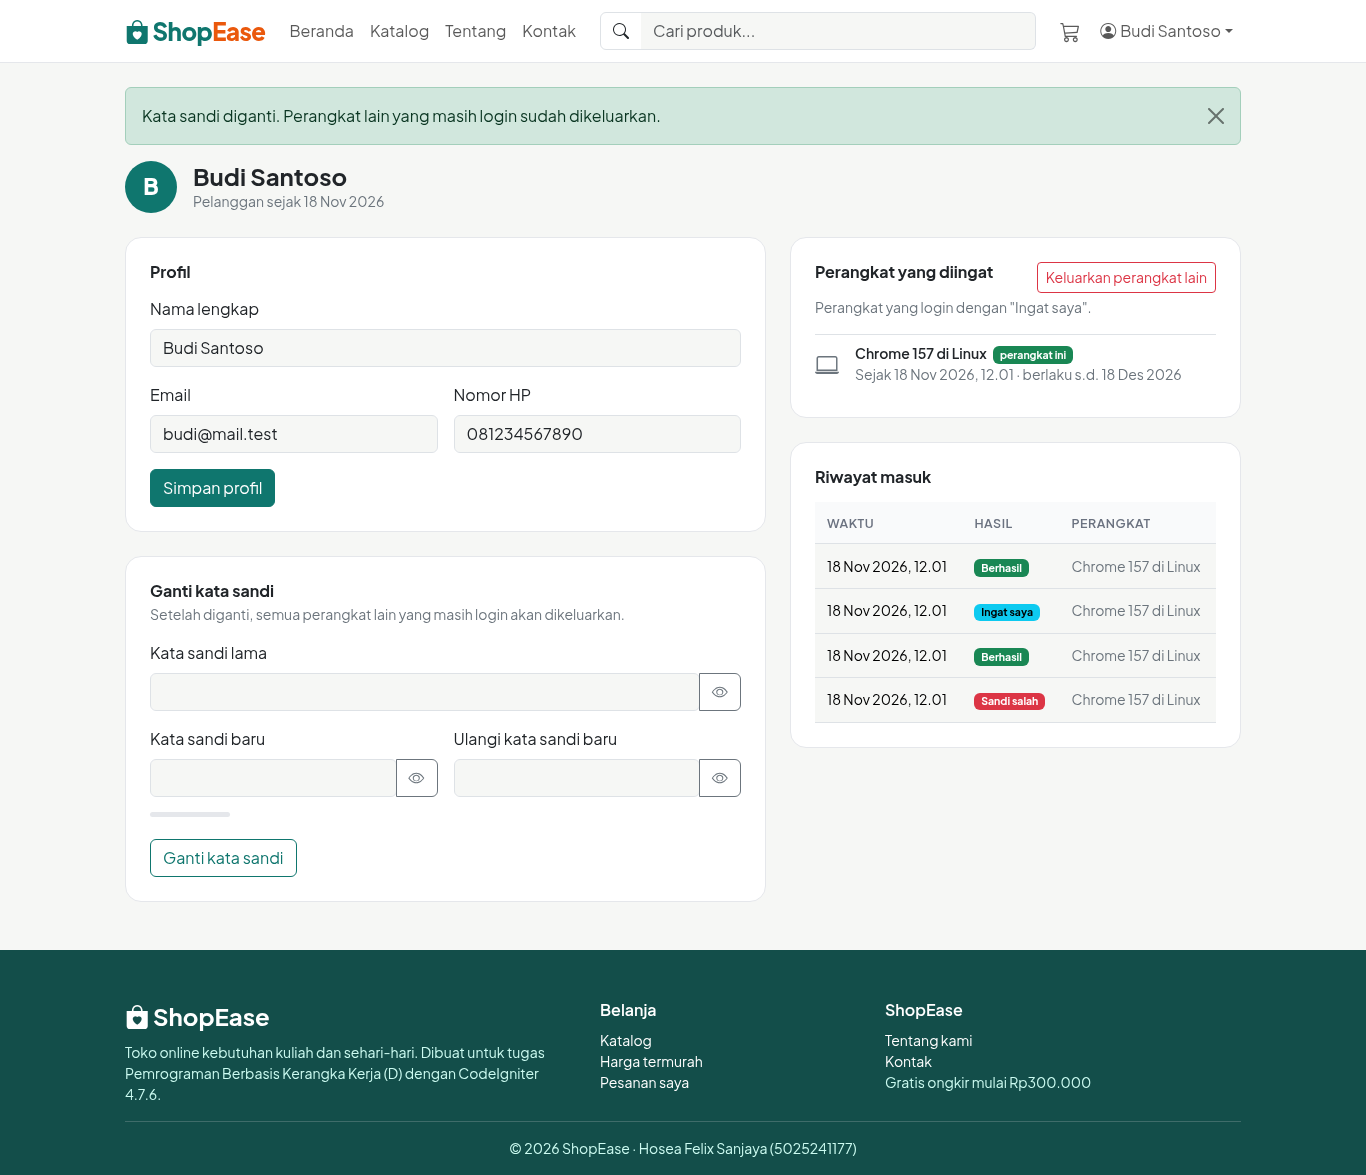 ShopEase
Beranda
Katalog
Tentang
Kontak
Cari produk...
Budi Santoso
Kata sandi diganti. Perangkat lain yang masih login sudah dikeluarkan.
B
Budi Santoso
Pelanggan sejak 18 Nov 2026
Profil
Nama lengkap
Budi Santoso
Email
Nomor HP
budi@mail.test
081234567890
Simpan profil
Ganti kata sandi
Setelah diganti, semua perangkat lain yang masih login akan dikeluarkan.
Kata sandi lama
Kata sandi baru
Ulangi kata sandi baru
Ganti kata sandi
Perangkat yang diingat
Keluarkan perangkat lain
Perangkat yang login dengan "Ingat saya".
Chrome 157 di Linux perangkat ini
Sejak 18 Nov 2026, 12.01 · berlaku s.d. 18 Des 2026
Riwayat masuk
WAKTU HASIL PERANGKAT
18 Nov 2026, 12.01 Berhasil Chrome 157 di Linux
18 Nov 2026, 12.01 Ingat saya Chrome 157 di Linux
18 Nov 2026, 12.01 Berhasil Chrome 157 di Linux
18 Nov 2026, 12.01 Sandi salah Chrome 157 di Linux
ShopEase
Toko online kebutuhan kuliah dan sehari-hari. Dibuat untuk tugas
Pemrograman Berbasis Kerangka Kerja (D) dengan CodeIgniter
4.7.6.
Belanja
Katalog
Harga termurah
Pesanan saya
ShopEase
Tentang kami
Kontak
Gratis ongkir mulai Rp300.000
© 2026 ShopEase · Hosea Felix Sanjaya (5025241177)